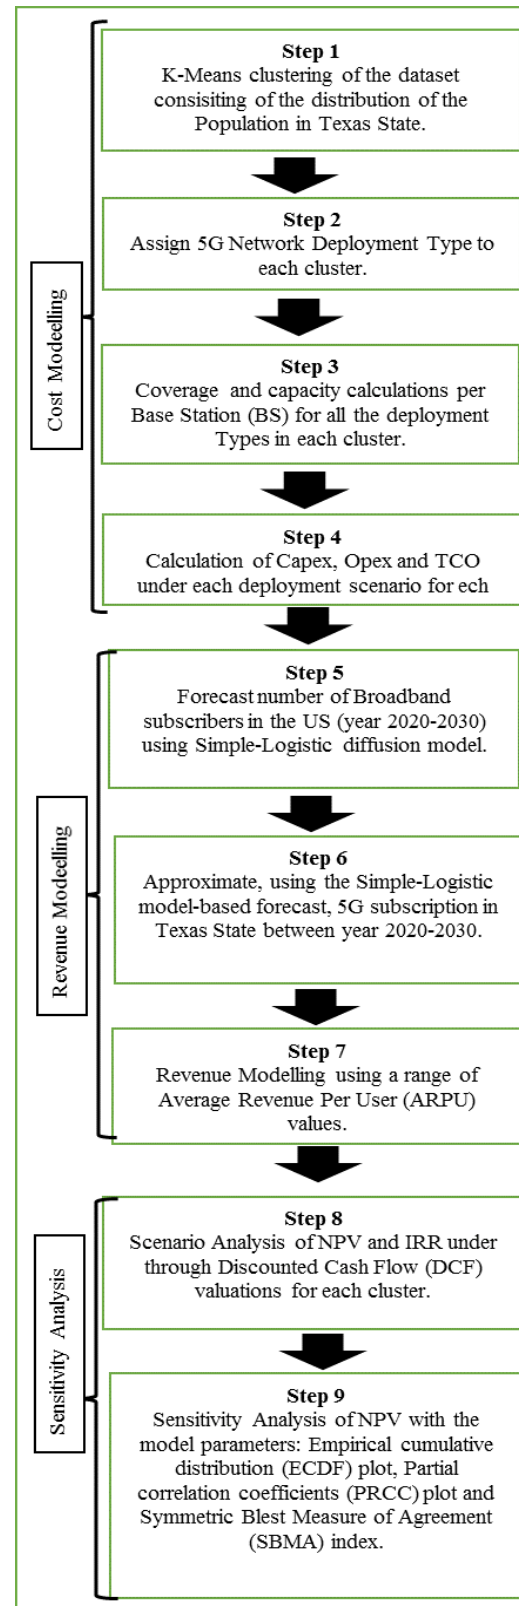 Step 1
K-Means clustering of the dataset
consisiting of the distribution of the
Population in Texas State.
Step 2
Assign 5G Network Deployment Type to
each cluster.
Step 3
Coverage and capacity calculations per
Base Station (BS) for all the deployment
Types in each cluster.
Step 4
Calculation of Capex, Opex and TCO
under each deployment scenario for ech
Cost Modeelling
Step 5
Forecast number of Broadband
subscribers in the US (year 2020-2030)
using Simple-Logistic diffusion model.
Step 6
Approximate, using the Simple-Logistic
model-based forecast, 5G subscription in
Texas State between year 2020-2030.
Step 7
Revenue Modelling using a range of
Average Revenue Per User (ARPU)
values.
Revenue Modeelling
Step 8
Scenario Analysis of NPV and IRR under
through Discounted Cash Flow (DCF)
valuations for each cluster.
Step 9
Sensitivity Analysis of NPV with the
model parameters: Empirical cumulative
distribution (ECDF) plot, Partial
correlation coefficients (PRCC) plot and
Symmetric Blest Measure of Agreement
(SBMA) index.
Sensitivity Analysis